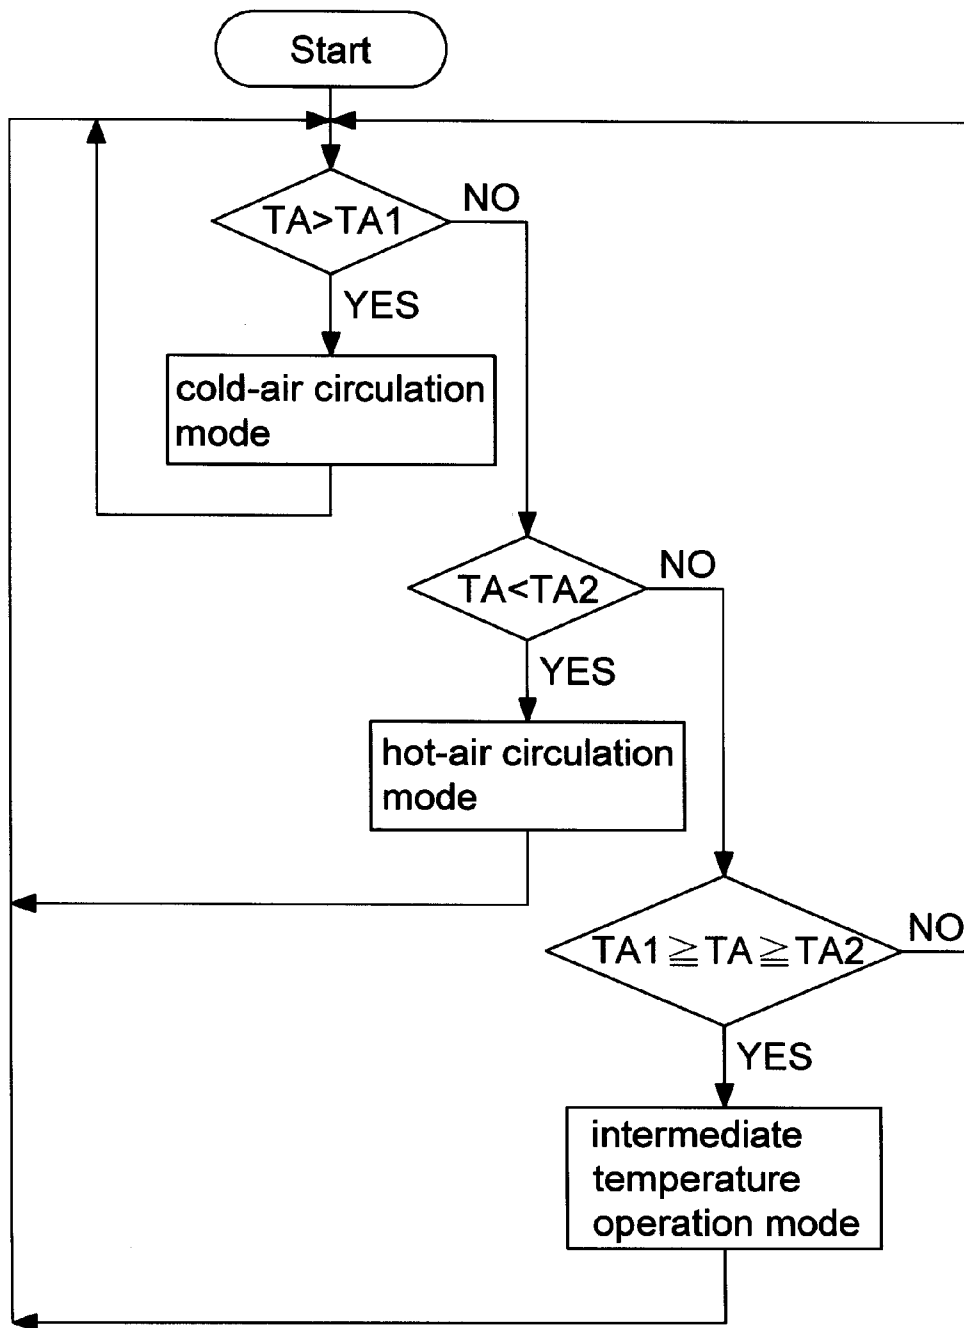 Start
TA>TA1
NO
YES
cold-air circulation
mode
TA<TA2
NO
YES
hot-air circulation
mode
TA1≧TA≧TA2
NO
YES
intermediate
temperature
operation mode